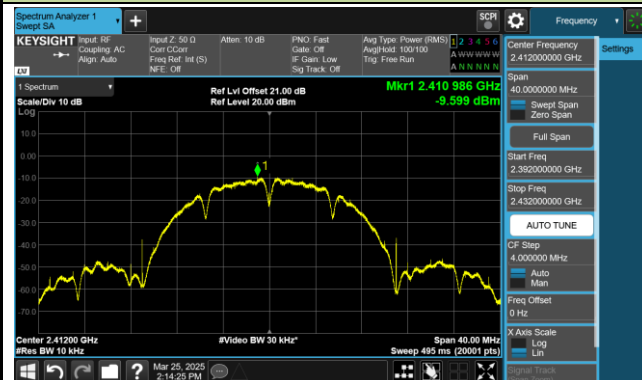 Spectrum Analyzer 1
Swept SA
SCPI
Frequency
KEYSIGHT
Input: RF
Coupling: AC
Align: Auto
Input Z: 50 Ω
Corr CCorr
Freq Ref: Int (S)
NFE: Off
Atten: 10 dB
PNO: Fast
Gate: Off
IF Gain: Low
Sig Track: Off
Avg Type: Power (RMS)
Avg|Hold: 100/100
Trig: Free Run
1 2 3 4 5 6
A WW W W W
A N N N N N
LXI
1 Spectrum
Scale/Div 10 dB
Log
Ref Lvl Offset 21.00 dB
Ref Level 20.00 dBm
Mkr1 2.410 986 GHz
-9.599 dBm
10.0
0.00
-10.0
-20.0
-30.0
-40.0
-50.0
-60.0
-70.0
1
Center 2.41200 GHz
#Res BW 10 kHz
#Video BW 30 kHz*
Span 40.00 MHz
Sweep 495 ms (20001 pts)
Mar 25, 2025
2:14:25 PM
Center Frequency
2.412000000 GHz
Settings
Span
40.0000000 MHz
Swept Span
Zero Span
Full Span
Start Freq
2.392000000 GHz
Stop Freq
2.432000000 GHz
AUTO TUNE
CF Step
4.000000 MHz
Auto
Man
Freq Offset
0 Hz
X Axis Scale
Log
Lin
Signal Track